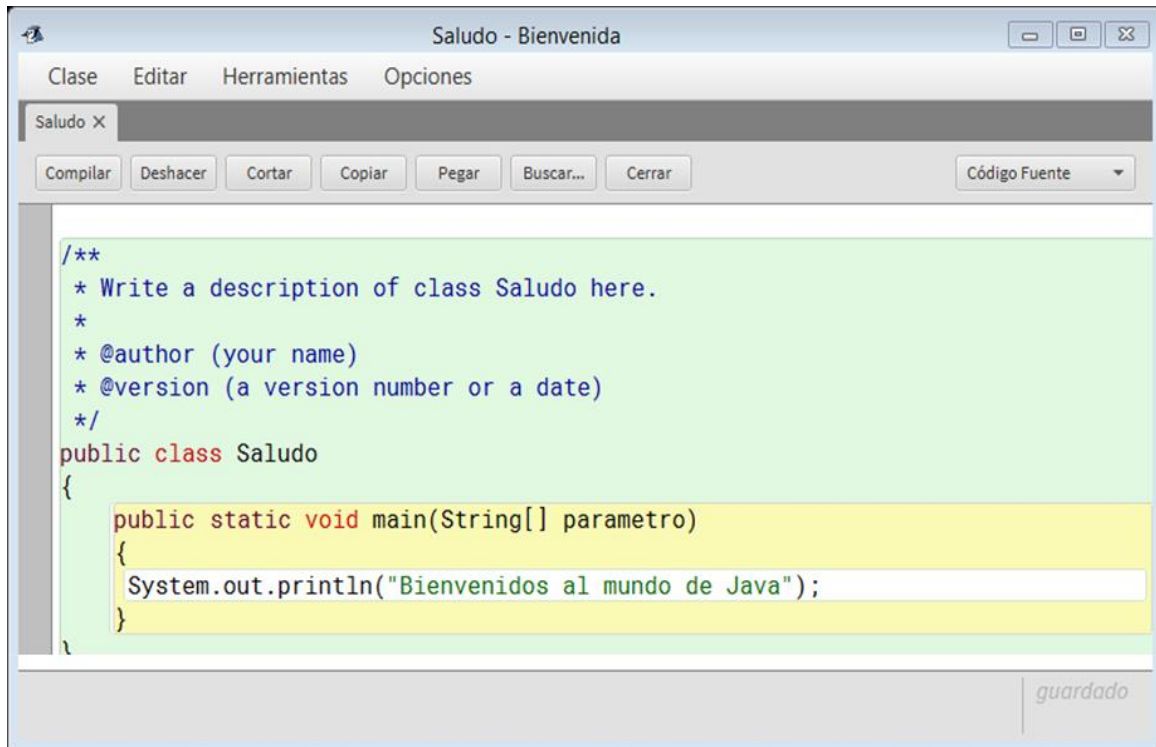 Saludo - Bienvenida
Clase Editar Herramientas Opciones
Saludo X
Compilar Deshacer Cortar Copiar Pegar Buscar... Cerrar Código Fuente
/**
* Write a description of class Saludo here.
*
* @author (your name)
* @version (a version number or a date)
*/
public class Saludo
{
public static void main(String[] parametro)
{
System.out.println("Bienvenidos al mundo de Java");
}
}
guardado